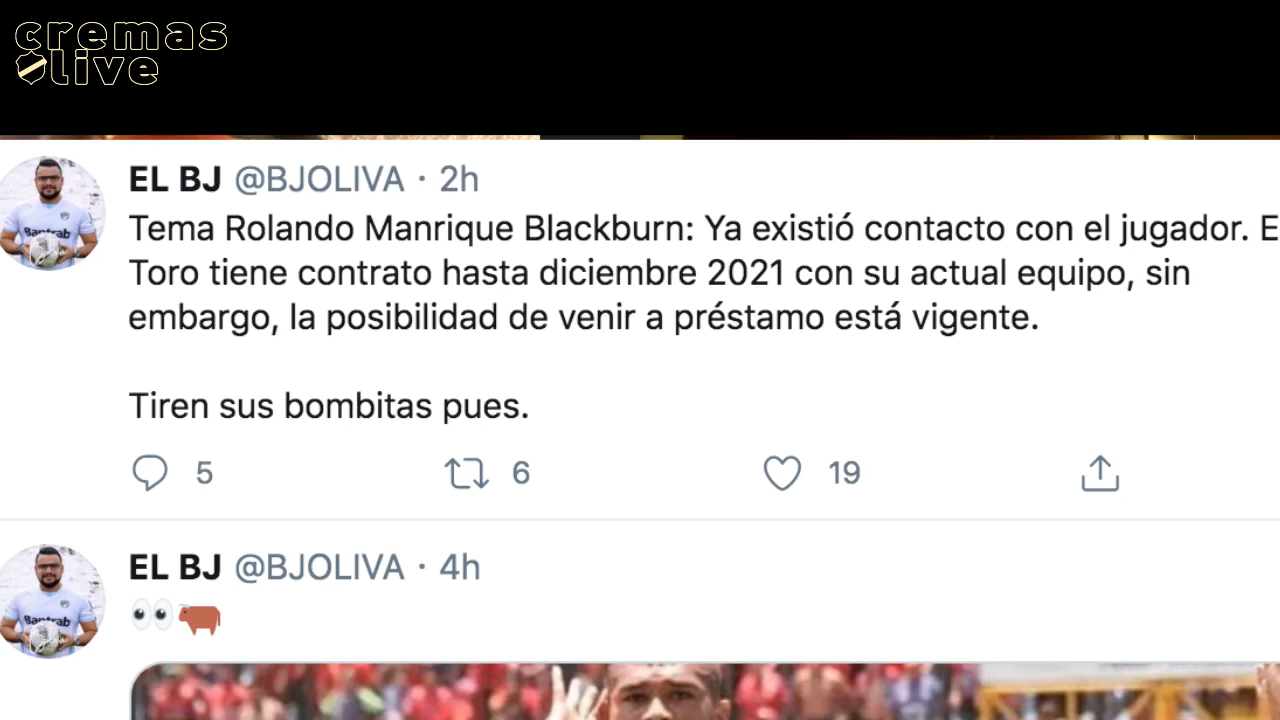 cremas
live
EL BJ @BJOLIVA · 2h
Tema Rolando Manrique Blackburn: Ya existió contacto con el jugador. E
Toro tiene contrato hasta diciembre 2021 con su actual equipo, sin
embargo, la posibilidad de venir a préstamo está vigente.
Tiren sus bombitas pues.
5 6 19
EL BJ @BJOLIVA · 4h
👀🐂
Bantrab
Bantrab